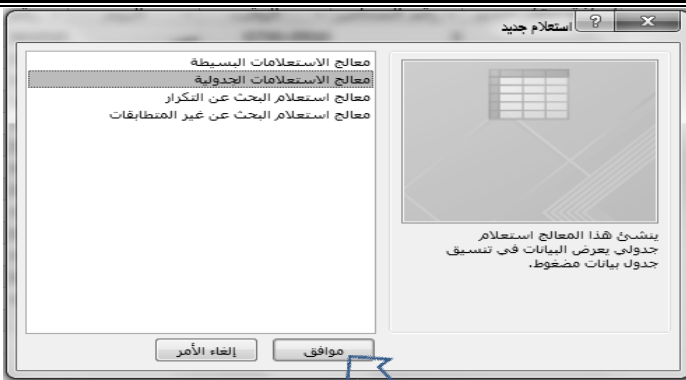 استعلام جديد
معالج الاستعلامات البسيطة
معالج الاستعلامات الجدولية
معالج استعلام البحث عن التكرار
معالج استعلام البحث عن غير المتطابقات
ينشئ هذا المعالج استعلام
جدولي يعرض البيانات في تنسيق
جدول بيانات مضغوط.
موافق
إلغاء الأمر